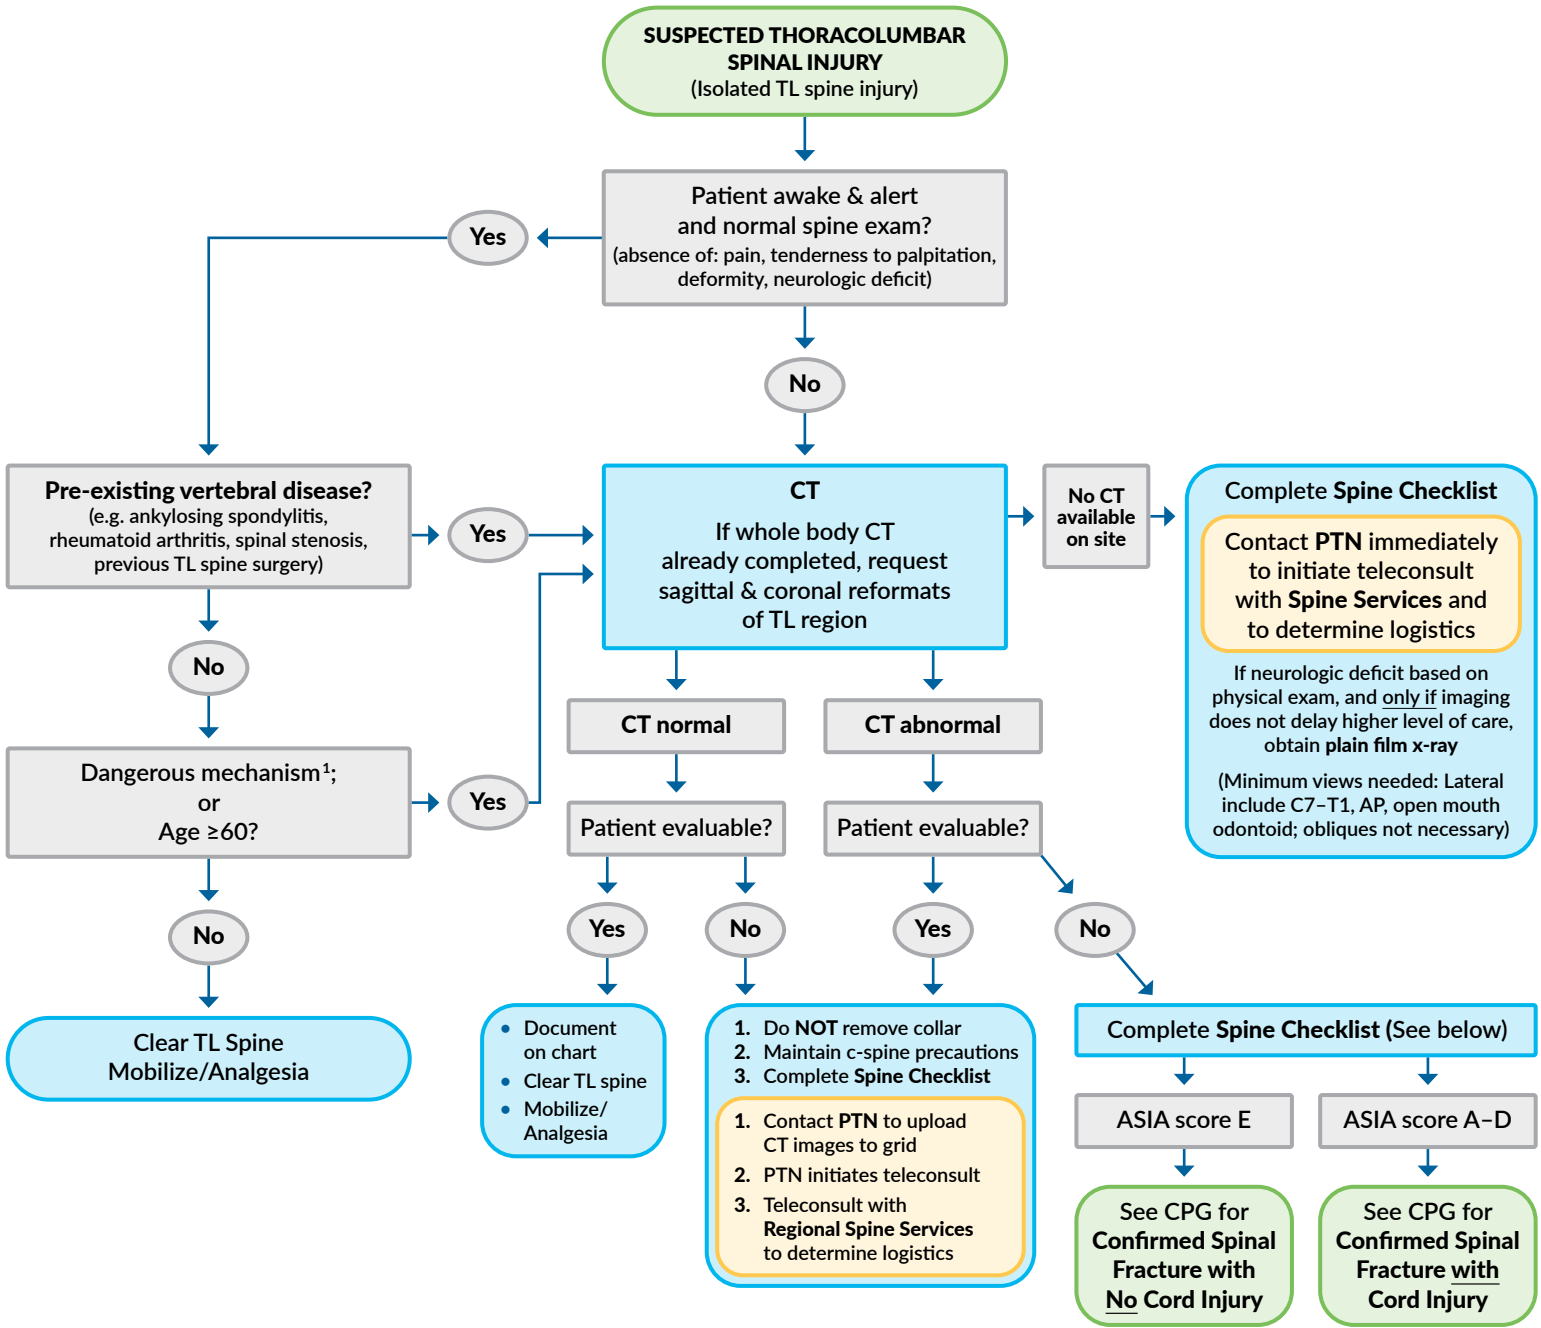 SUSPECTED THORACOLUMBAR
SPINAL INJURY
(Isolated TL spine injury)
Patient awake & alert
and normal spine exam?
(absence of: pain, tenderness to palpitation,
deformity, neurologic deficit)
Yes
No
Pre-existing vertebral disease?
(e.g. ankylosing spondylitis,
rheumatoid arthritis, spinal stenosis,
previous TL spine surgery)
Yes
CT
If whole body CT
already completed, request
sagittal & coronal reformats
of TL region
No CT
available
on site
Complete Spine Checklist
Contact PTN immediately
to initiate teleconsult
with Spine Services and
to determine logistics
If neurologic deficit based on
physical exam, and only if imaging
does not delay higher level of care,
obtain plain film x-ray
(Minimum views needed: Lateral
include C7–T1, AP, open mouth
odontoid; obliques not necessary)
No
Dangerous mechanism¹;
or
Age ≥60?
Yes
No
Clear TL Spine
Mobilize/Analgesia
CT normal
CT abnormal
Patient evaluable?
Patient evaluable?
Yes
No
Yes
No
• Document
on chart
• Clear TL spine
• Mobilize/
Analgesia
1. Do NOT remove collar
2. Maintain c-spine precautions
3. Complete Spine Checklist
1. Contact PTN to upload
CT images to grid
2. PTN initiates teleconsult
3. Teleconsult with
Regional Spine Services
to determine logistics
Complete Spine Checklist (See below)
ASIA score E
ASIA score A–D
See CPG for
Confirmed Spinal
Fracture with
No Cord Injury
See CPG for
Confirmed Spinal
Fracture with
Cord Injury